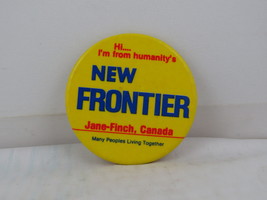 Hi....
I'm from humanity's
NEW
FRONTIER
Jane-Finch, Canada
Many Peoples Living Together